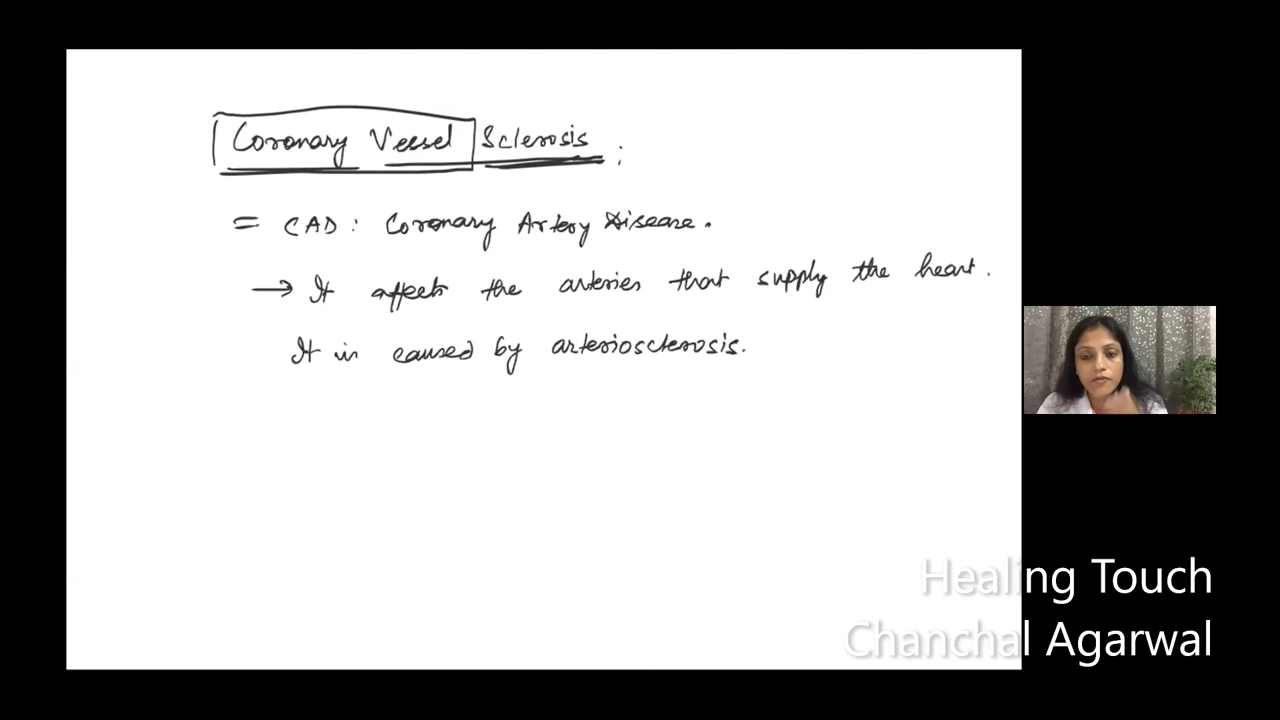 Coronary Vessel Sclerosis :
= CAD : Coronary Artery Disease.
→ It affects the arteries that supply the heart.
It is caused by arteriosclerosis.
Healing Touch
Chanchal Agarwal